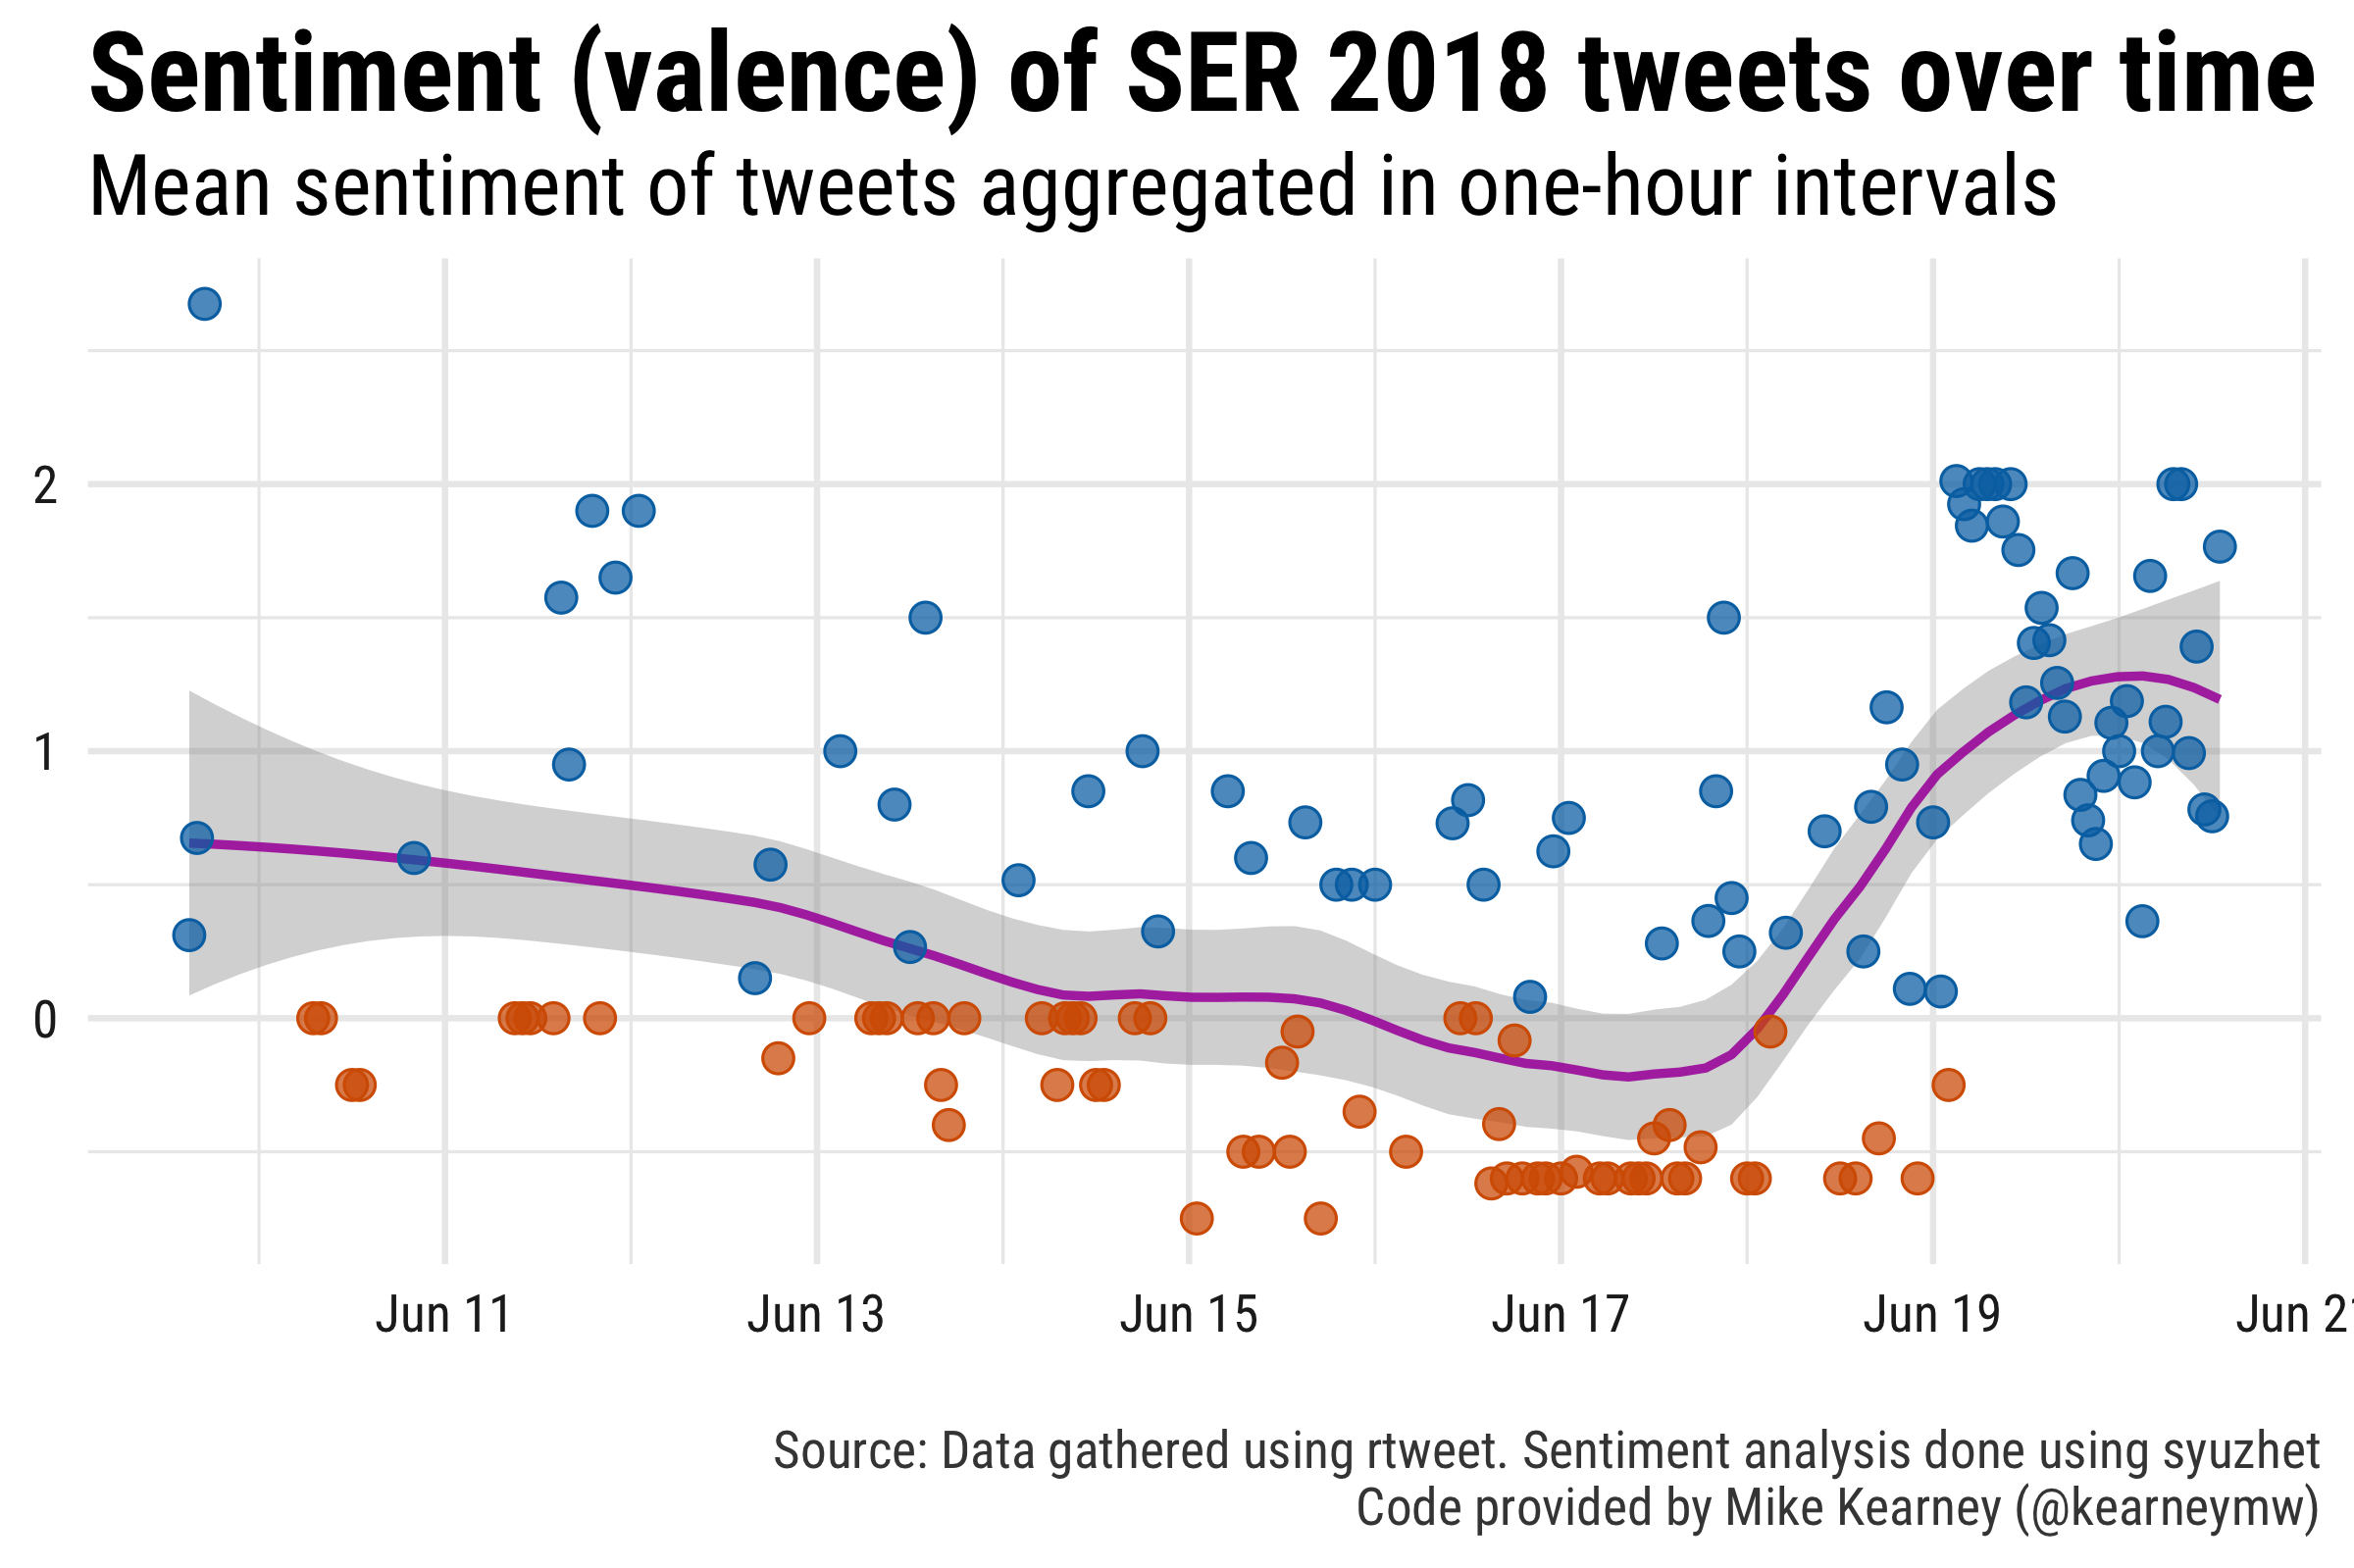 Sentiment (valence) of SER 2018 tweets over time
Mean sentiment of tweets aggregated in one-hour intervals
2
1
0
Jun 11 Jun 13 Jun 15 Jun 17 Jun 19 Jun 21
Source: Data gathered using rtweet. Sentiment analysis done using syuzhet
Code provided by Mike Kearney (@kearneymw)